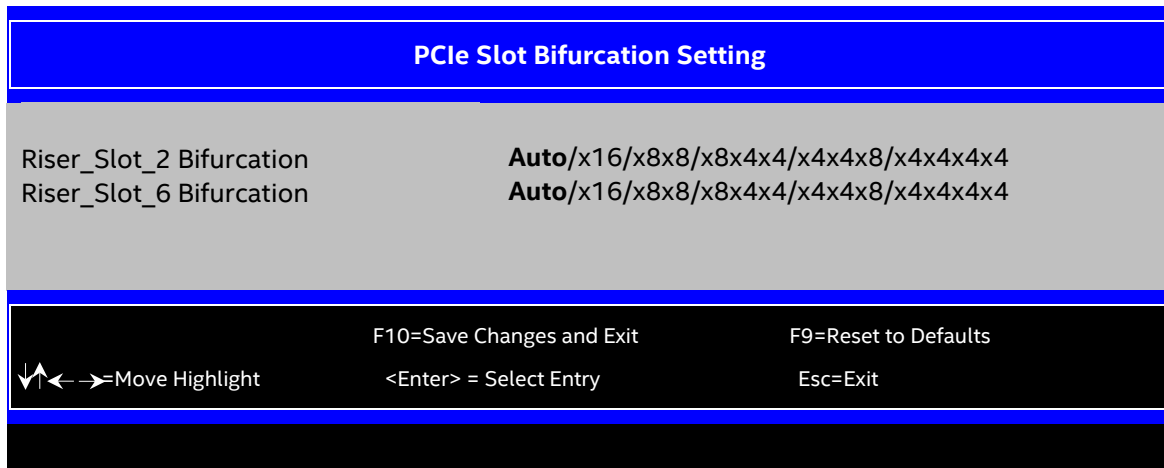 PCIe Slot Bifurcation Setting
Riser_Slot_2 Bifurcation Auto/x16/x8x8/x8x4x4/x4x4x8/x4x4x4x4
Riser_Slot_6 Bifurcation Auto/x16/x8x8/x8x4x4/x4x4x8/x4x4x4x4
F10=Save Changes and Exit F9=Reset to Defaults
↓↑←→=Move Highlight <Enter> = Select Entry Esc=Exit